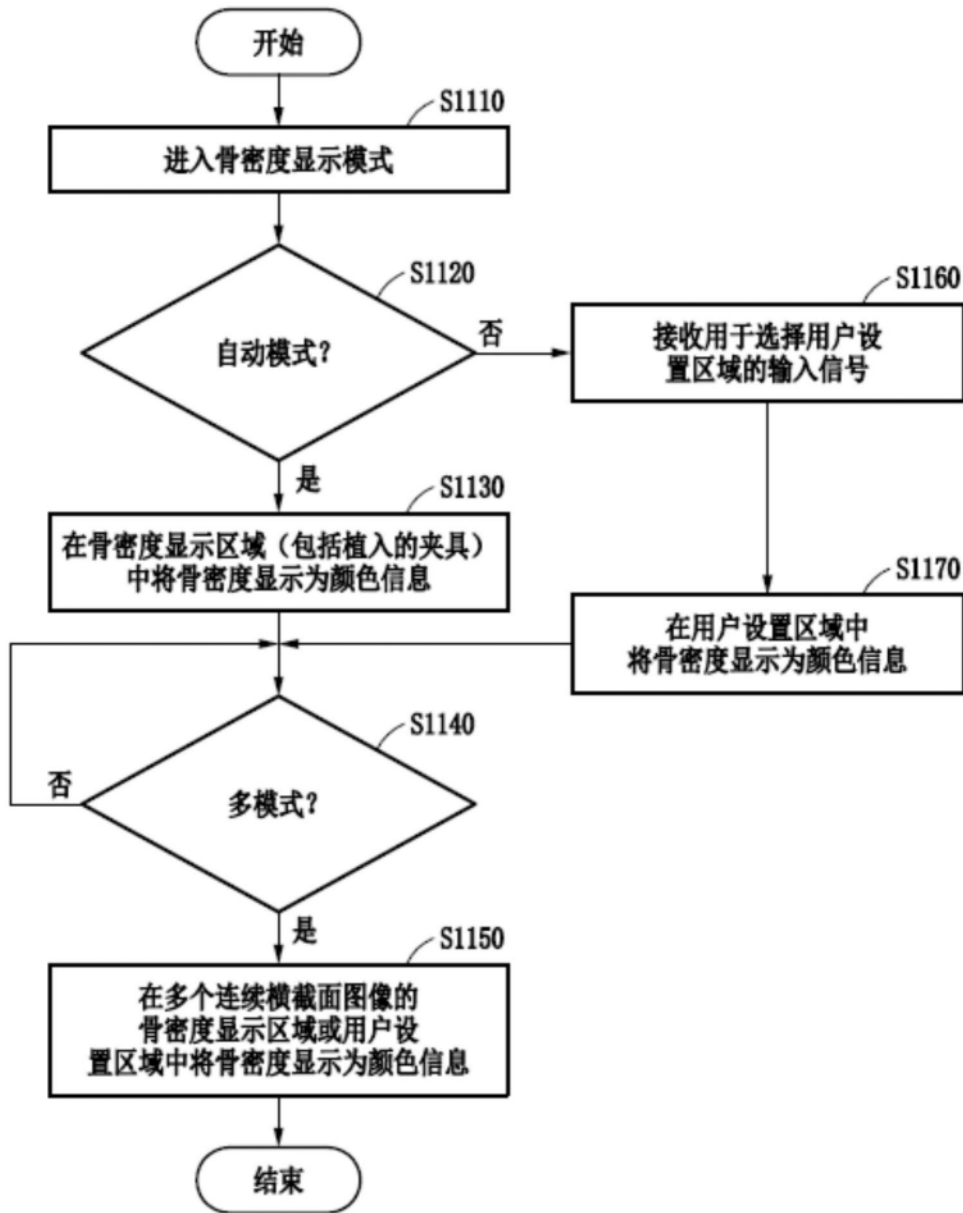 开始
S1110
进入骨密度显示模式
S1120
自动模式？
否
S1160
接收用于选择用户设
置区域的输入信号
是
S1130
在骨密度显示区域（包括植入的夹具）
中将骨密度显示为颜色信息
S1170
在用户设置区域中
将骨密度显示为颜色信息
S1140
多模式？
否
是
S1150
在多个连续横截面图像的
骨密度显示区域或用户设
置区域中将骨密度显示为颜色信息
结束